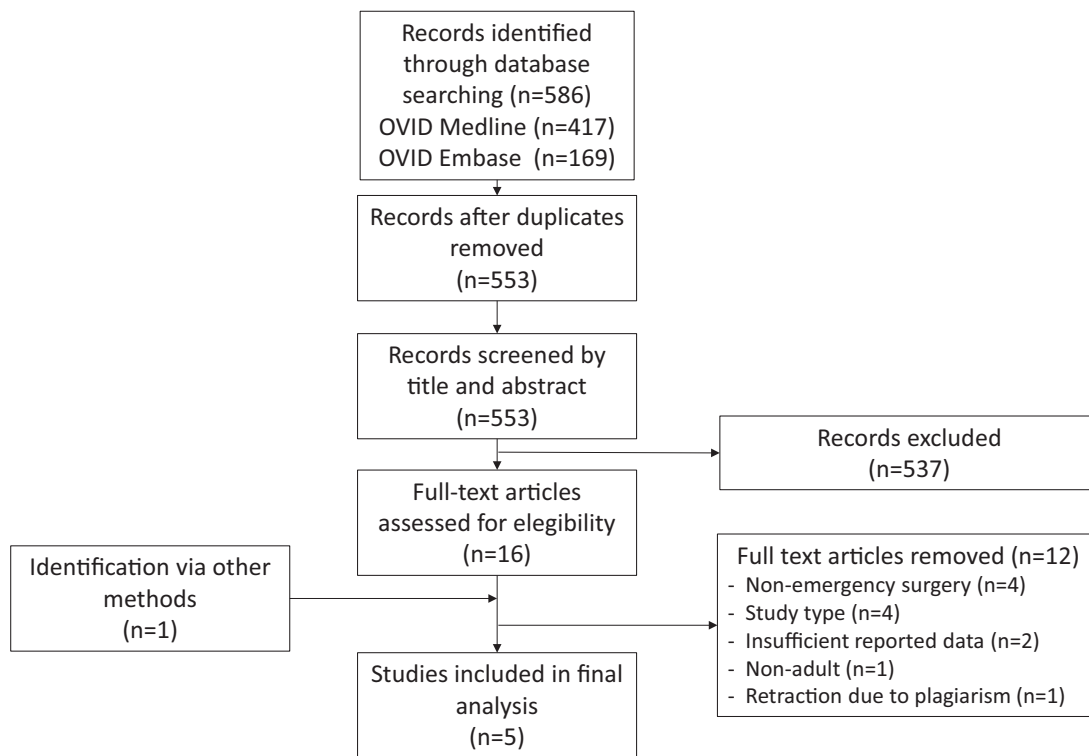 Records identified
through database
searching (n=586)
OVID Medline (n=417)
OVID Embase (n=169)
Records after duplicates
removed
(n=553)
Records screened by
title and abstract
(n=553)
Records excluded
(n=537)
Full-text articles
assessed for elegibility
(n=16)
Identification via other
methods
(n=1)
Full text articles removed (n=12)
- Non-emergency surgery (n=4)
- Study type (n=4)
- Insufficient reported data (n=2)
- Non-adult (n=1)
- Retraction due to plagiarism (n=1)
Studies included in final
analysis
(n=5)